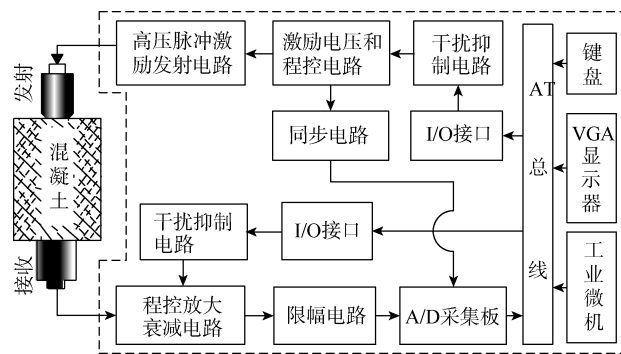 高压脉冲激
励发射电路
激励电压和
程控电路
干扰抑
制电路
键
盘
发射
AT
总
线
同步电路
I/O接口
VGA
显
示
器
混
凝
土
干扰抑制
电路
I/O接口
接收
工
业
微
机
程控放大
衰减电路
限幅电路
A/D采集板